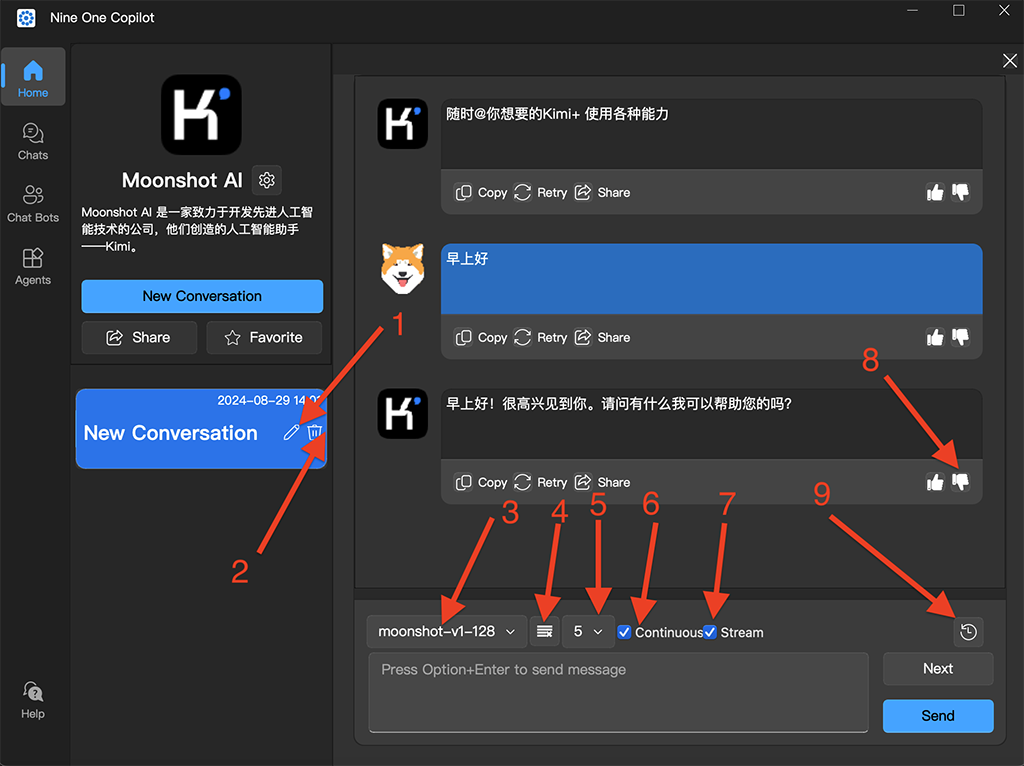 Nine One Copilot
Home
Chats
Chat Bots
Agents
Help
Moonshot AI
Moonshot AI 是一家致力于开发先进人工智
能技术的公司，他们创造的人工智能助手
——Kimi。
New Conversation
Share
Favorite
2024-08-29 14:0
New Conversation
随时@你想要的Kimi+ 使用各种能力
Copy Retry Share
早上好
Copy Retry Share
早上好！很高兴见到你。请问有什么我可以帮助您的吗?
Copy Retry Share
1
2
3
4
5
6
7
8
9
moonshot-v1-128
5
Continuous
Stream
Press Option+Enter to send message
Next
Send